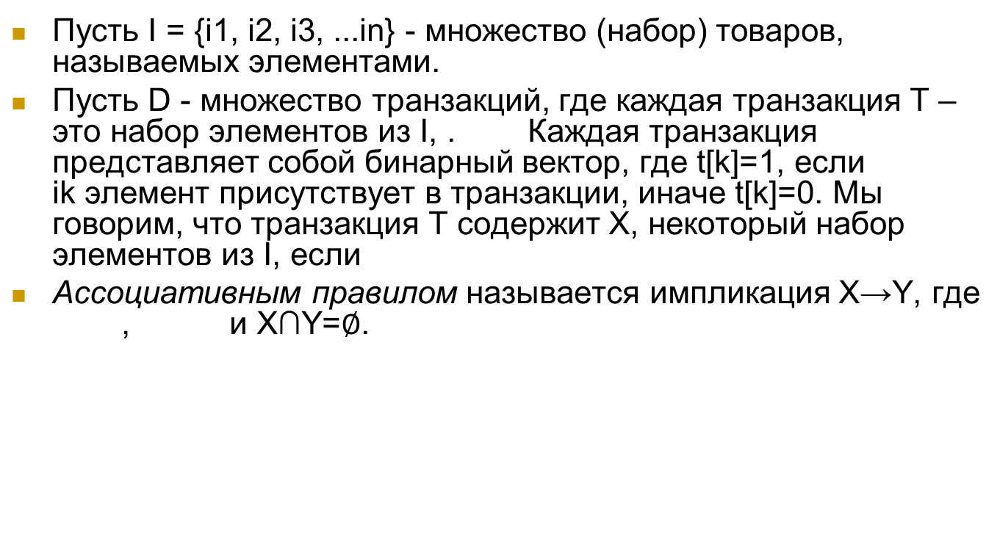 Пусть I = {i1, i2, i3, ...in} - множество (набор) товаров,
называемых элементами.
Пусть D - множество транзакций, где каждая транзакция T –
это набор элементов из I, . Каждая транзакция
представляет собой бинарный вектор, где t[k]=1, если
ik элемент присутствует в транзакции, иначе t[k]=0. Мы
говорим, что транзакция T содержит X, некоторый набор
элементов из I, если
Ассоциативным правилом называется импликация X→Y, где
, и X∩Y=∅.